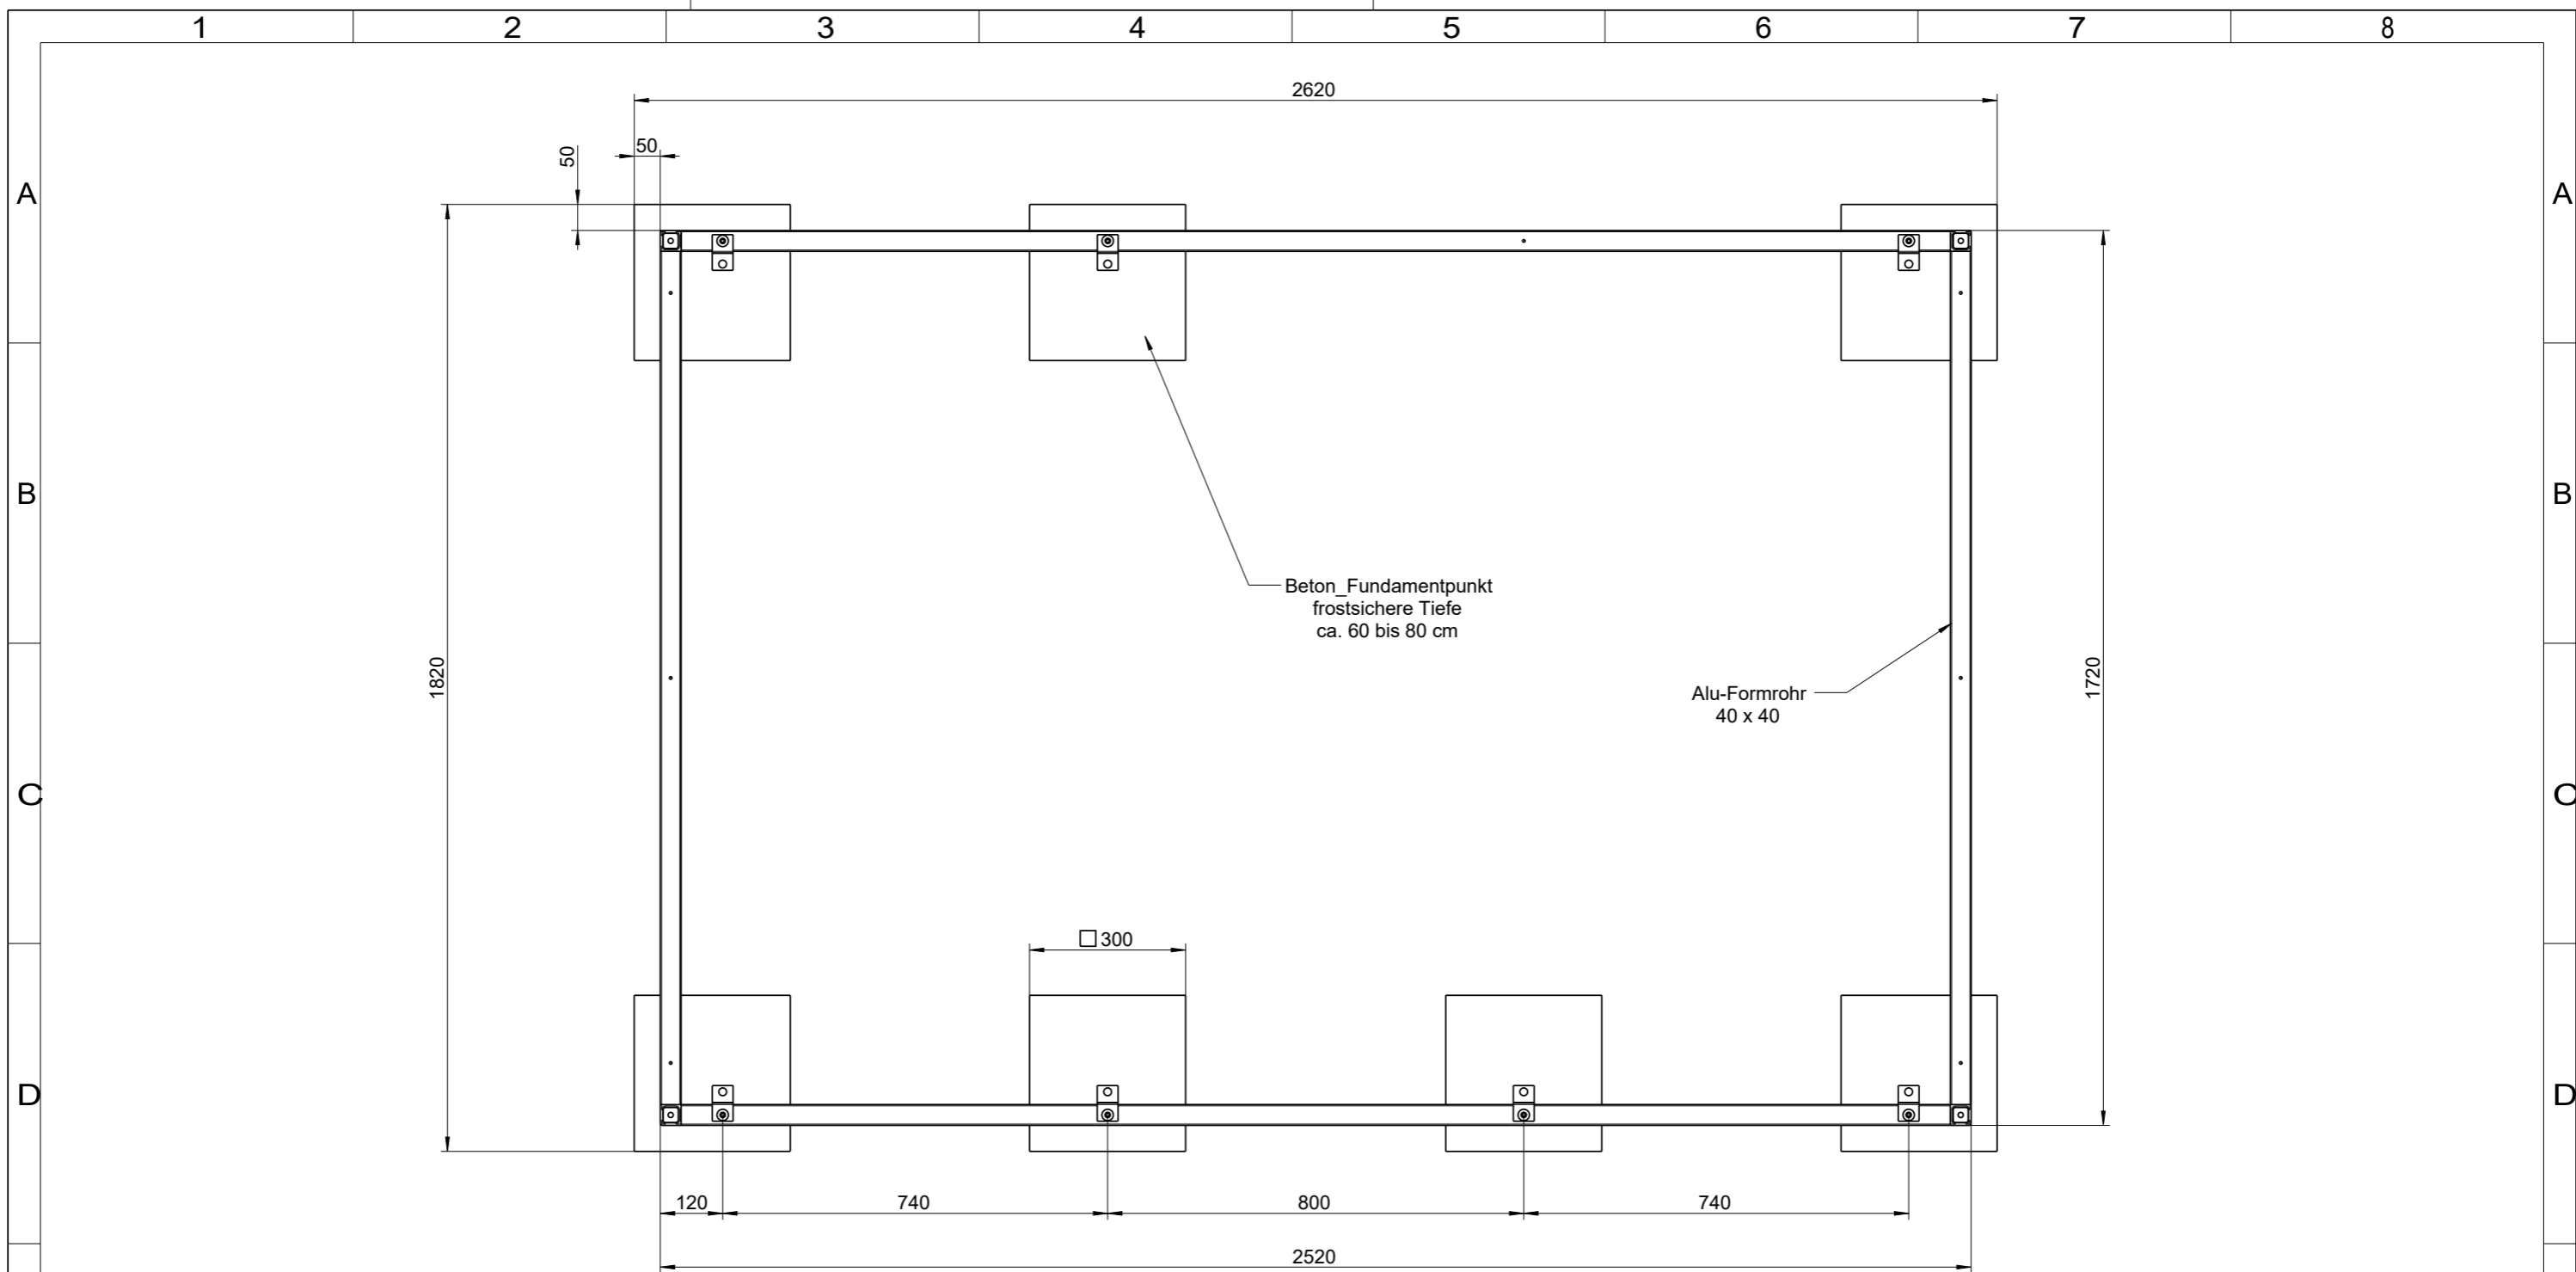 1 2 3 4 5 6 7 8
2620
50
50
A A
B B
Beton_Fundamentpunkt
frostsichere Tiefe
ca. 60 bis 80 cm
1820
1720
Alu-Formrohr
40 x 40
C C
□ 300
D D
120 740 800 740
2520